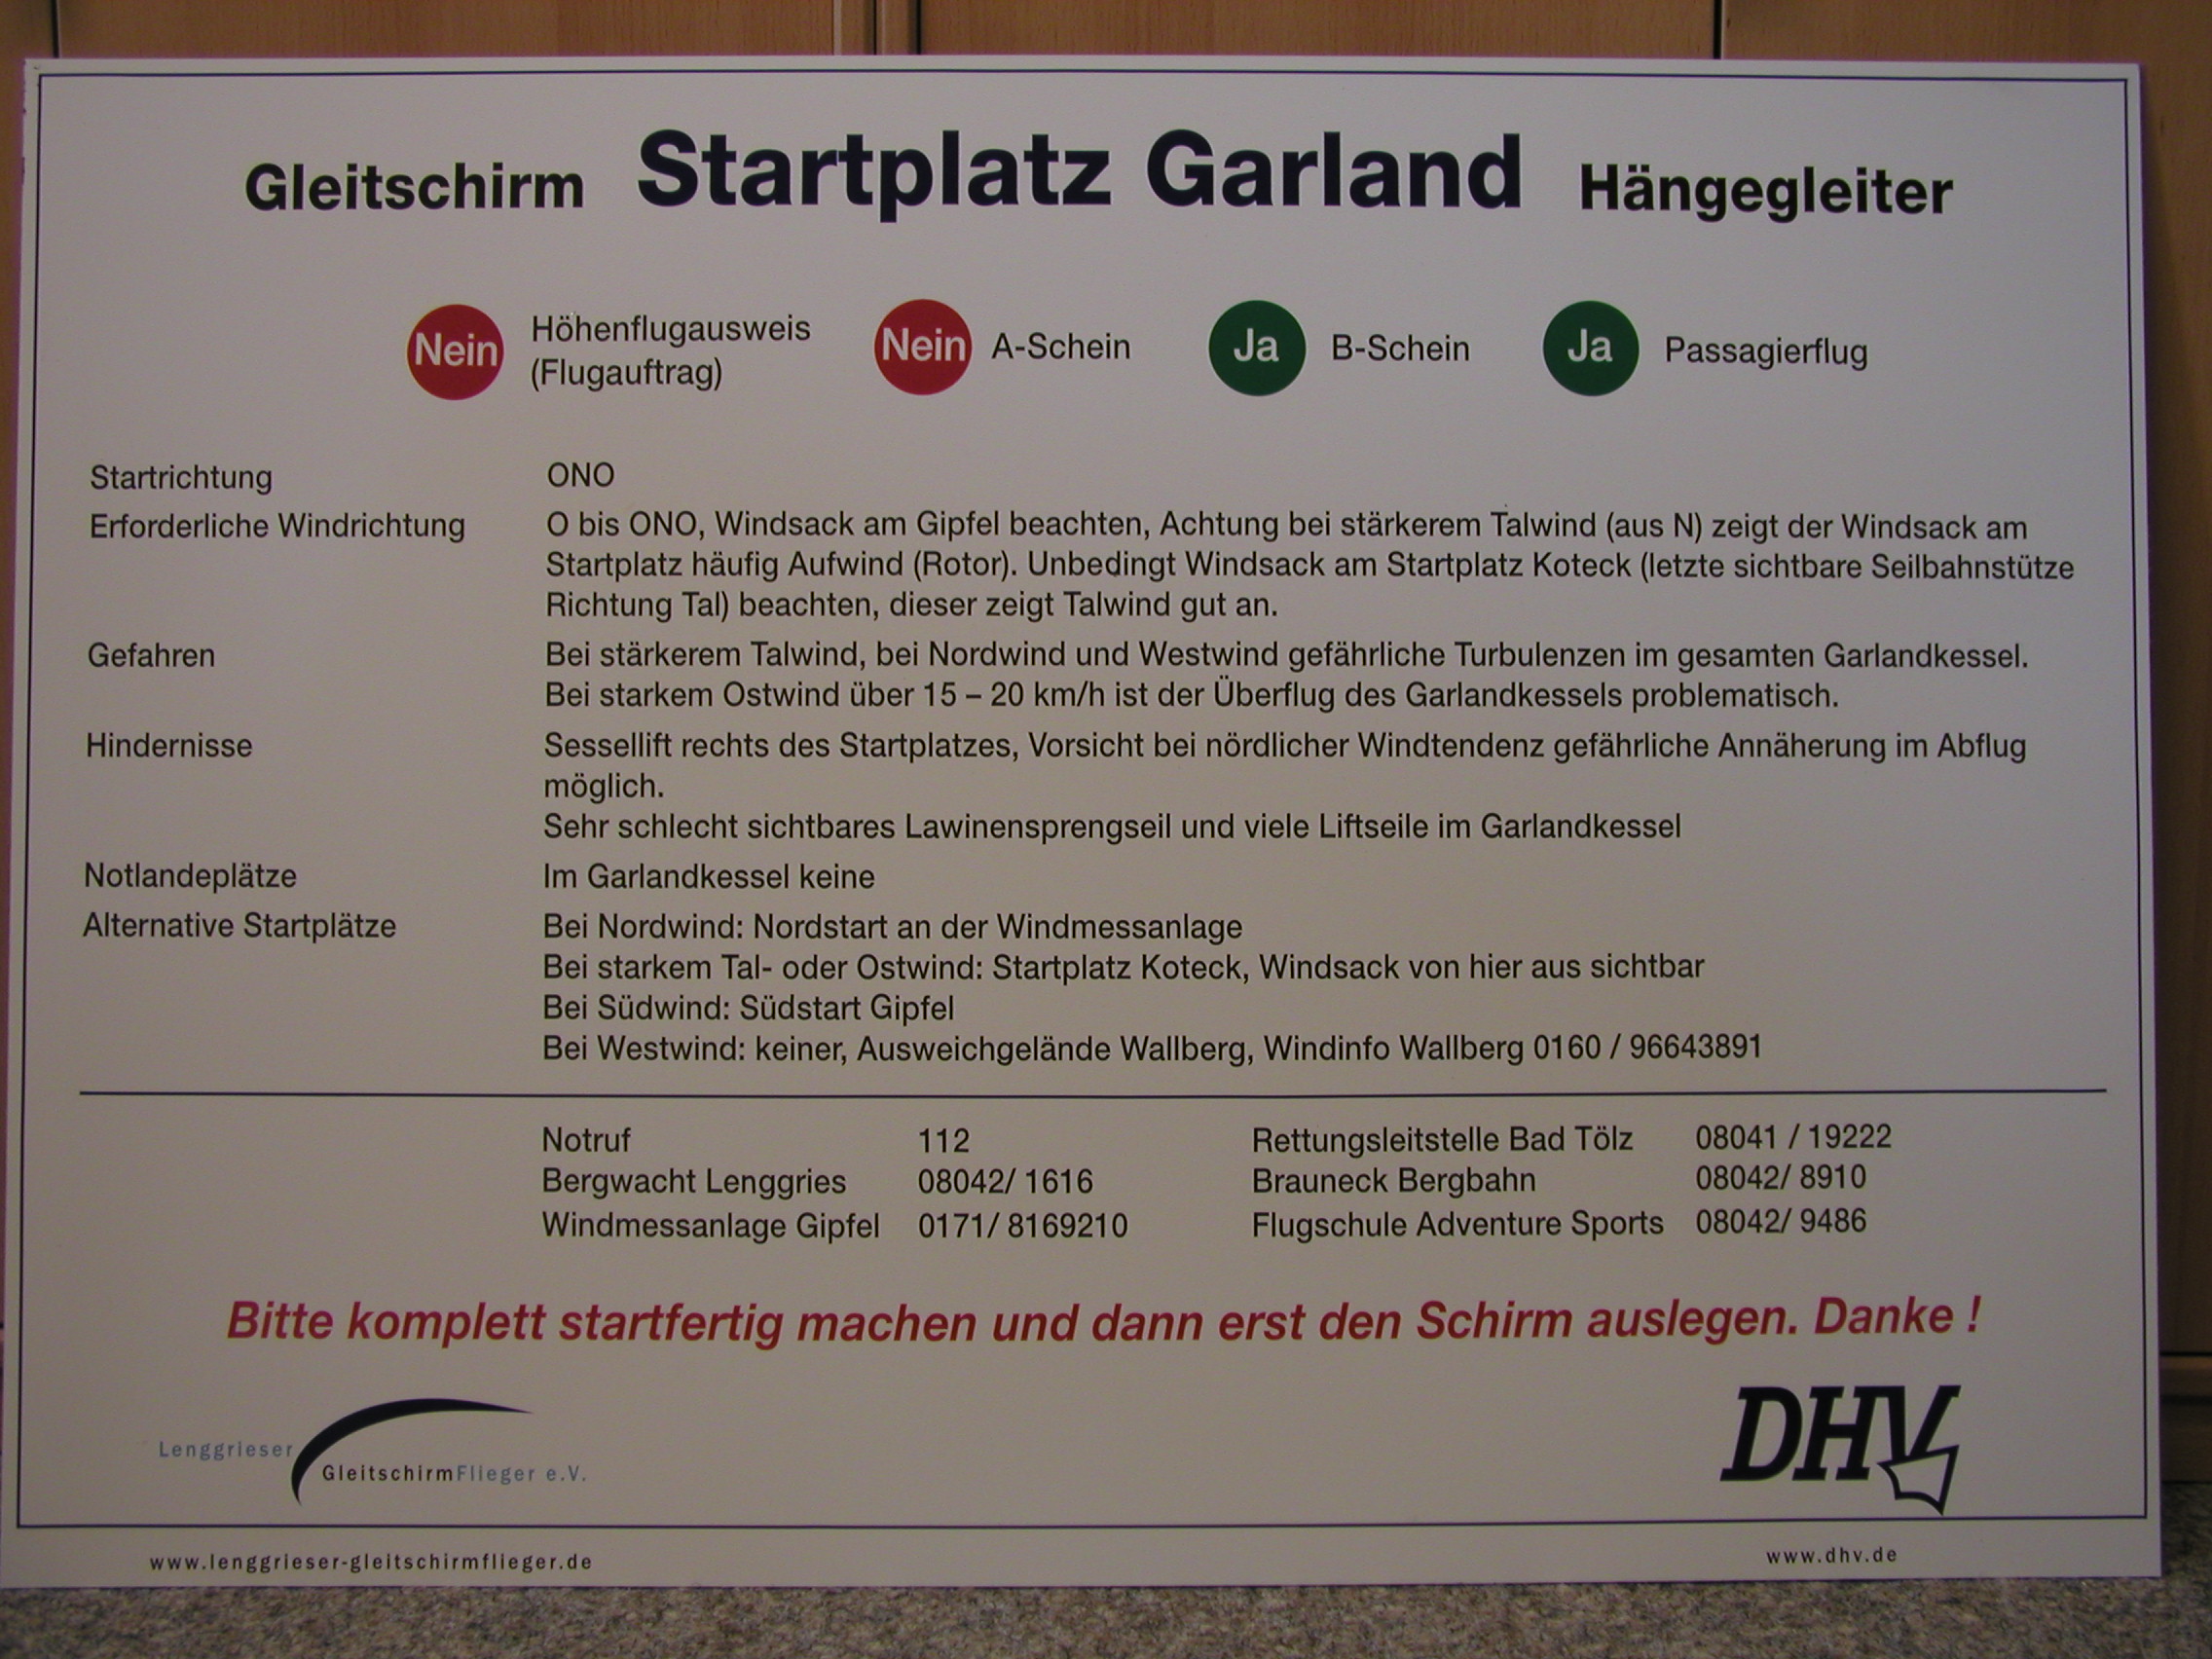 Gleitschirm Startplatz Garland Hängegleiter
Nein Höhenflugausweis (Flugauftrag) Nein A-Schein Ja B-Schein Ja Passagierflug
Startrichtung ONO
Erforderliche Windrichtung O bis ONO, Windsack am Gipfel beachten, Achtung bei stärkerem Talwind (aus N) zeigt der Windsack am
Startplatz häufig Aufwind (Rotor). Unbedingt Windsack am Startplatz Koteck (letzte sichtbare Seilbahnstütze
Richtung Tal) beachten, dieser zeigt Talwind gut an.
Gefahren Bei stärkerem Talwind, bei Nordwind und Westwind gefährliche Turbulenzen im gesamten Garlandkessel.
Bei starkem Ostwind über 15 – 20 km/h ist der Überflug des Garlandkessels problematisch.
Hindernisse Sessellift rechts des Startplatzes, Vorsicht bei nördlicher Windtendenz gefährliche Annäherung im Abflug
möglich.
Sehr schlecht sichtbares Lawinensprengseil und viele Liftseile im Garlandkessel
Notlandeplätze Im Garlandkessel keine
Alternative Startplätze Bei Nordwind: Nordstart an der Windmessanlage
Bei starkem Tal- oder Ostwind: Startplatz Koteck, Windsack von hier aus sichtbar
Bei Südwind: Südstart Gipfel
Bei Westwind: keiner, Ausweichgelände Wallberg, Windinfo Wallberg 0160 / 96643891
Notruf 112 Rettungsleitstelle Bad Tölz 08041 / 19222
Bergwacht Lenggries 08042/ 1616 Brauneck Bergbahn 08042/ 8910
Windmessanlage Gipfel 0171/ 8169210 Flugschule Adventure Sports 08042/ 9486
Bitte komplett startfertig machen und dann erst den Schirm auslegen. Danke !
Lenggrieser
GleitschirmFlieger e.V.
DHV
www.lenggrieser-gleitschirmflieger.de www.dhv.de